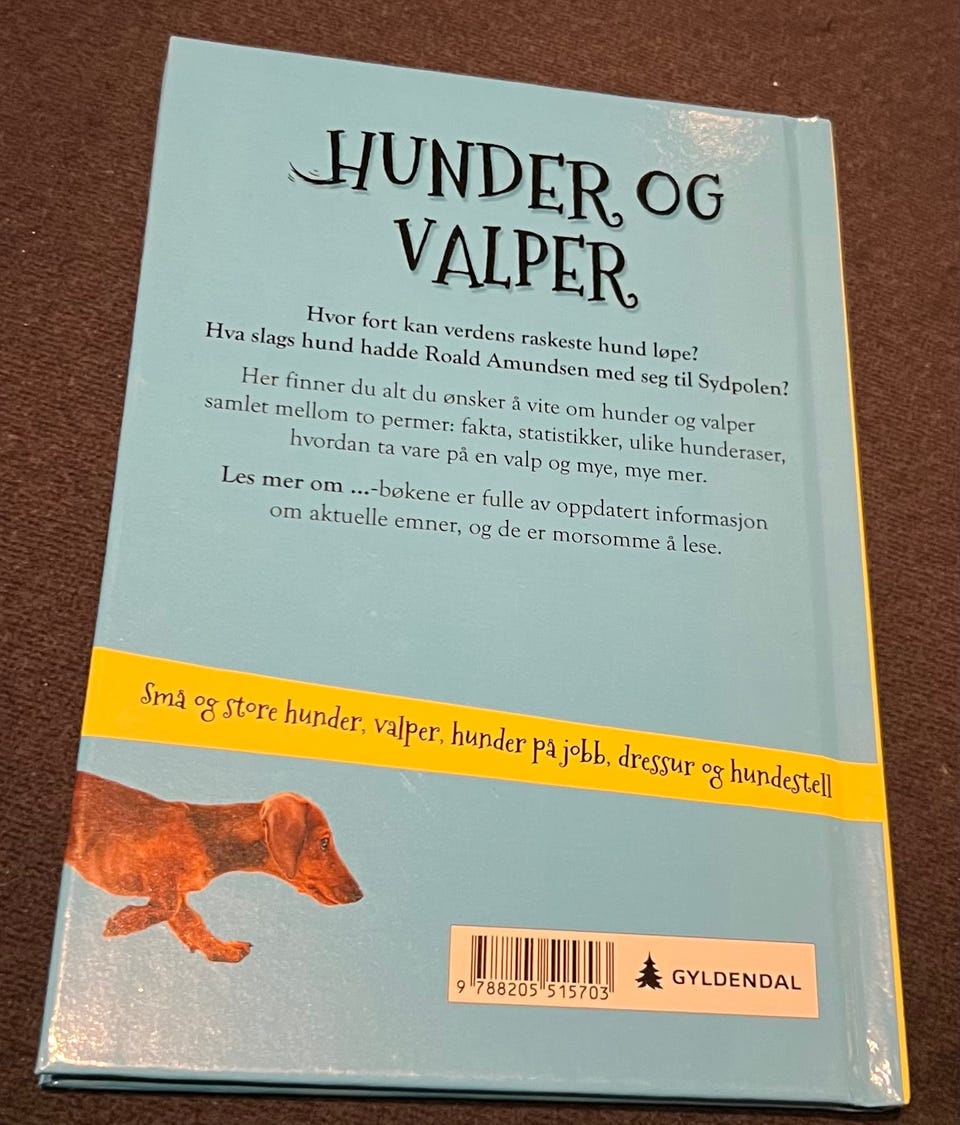 HUNDER OG
VALPER
Hvor fort kan verdens raskeste hund løpe?
Hva slags hund hadde Roald Amundsen med seg til Sydpolen?
Her finner du alt du ønsker å vite om hunder og valper
samlet mellom to permer: fakta, statistikker, ulike hunderaser,
hvordan ta vare på en valp og mye, mye mer.
Les mer om ...-bøkene er fulle av oppdatert informasjon
om aktuelle emner, og de er morsomme å lese.
Små og store hunder, valper, hunder på jobb, dressur og hundestell
9 788205 515703
GYLDENDAL